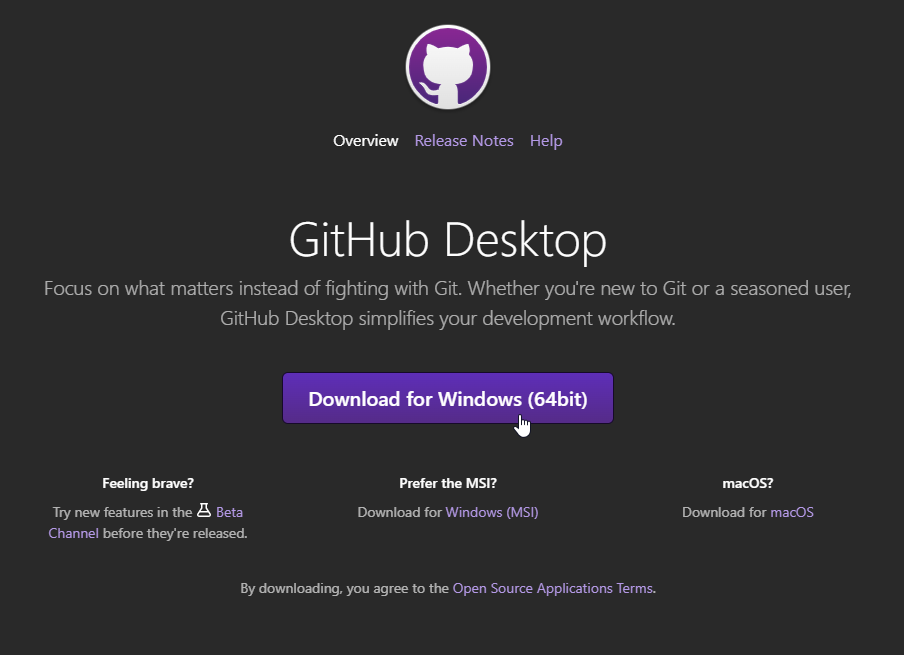 Overview Release Notes Help
GitHub Desktop
Focus on what matters instead of fighting with Git. Whether you're new to Git or a seasoned user,
GitHub Desktop simplifies your development workflow.
Download for Windows (64bit)
Feeling brave?
Try new features in the Beta
Channel before they're released.
Prefer the MSI?
Download for Windows (MSI)
macOS?
Download for macOS
By downloading, you agree to the Open Source Applications Terms.